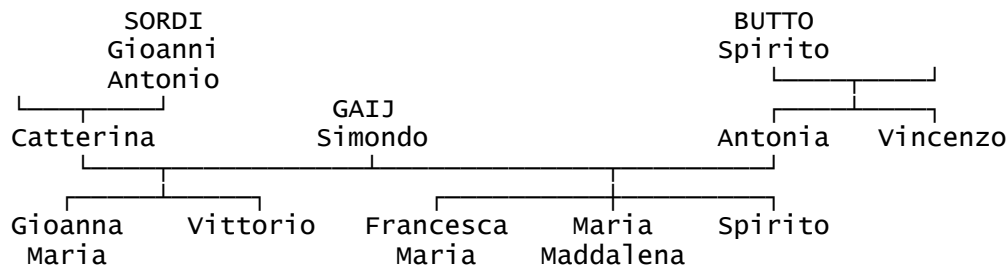 SORDI BUTTO
Gioanni Spirito
Antonio
GAIJ
Catterina Simondo Antonia Vincenzo
Gioanna Vittorio Francesca Maria Spirito
Maria Maria Maddalena